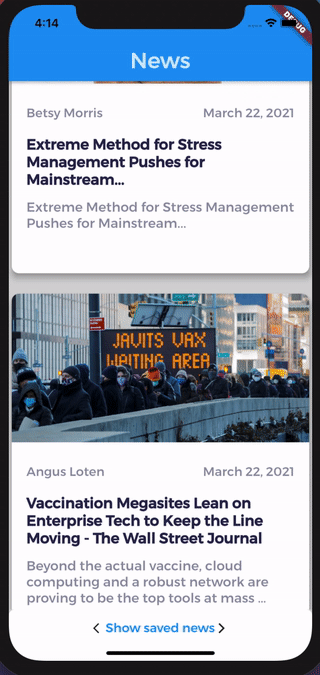 4:14
DEBUG
News
Betsy Morris
March 22, 2021
Extreme Method for Stress
Management Pushes for
Mainstream...
Extreme Method for Stress Management
Pushes for Mainstream...
JAVITS VAX
WAITING AREA
Angus Loten
March 22, 2021
Vaccination Megasites Lean on
Enterprise Tech to Keep the Line
Moving - The Wall Street Journal
Beyond the actual vaccine, cloud
computing and a robust network are
proving to be the top tools at mass ...
Show saved news